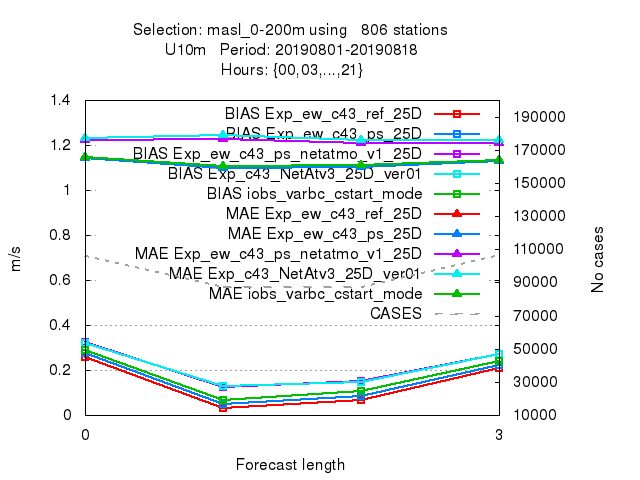 Selection: masl_0-200m using 806 stations
U10m Period: 20190801-20190818
Hours: {00,03,...,21}
1.4
1.2
1
0.8
0.6
0.4
0.2
0
m/s
190000
170000
150000
130000
110000
90000
70000
50000
30000
10000
No cases
BIAS Exp_ew_c43_ref_25D
BIAS Exp_ew_c43_ps_25D
BIAS Exp_ew_c43_ps_netatmo_v1_25D
BIAS Exp_c43_NetAtv3_25D_ver01
BIAS iobs_varbc_cstart_mode
MAE Exp_ew_c43_ref_25D
MAE Exp_ew_c43_ps_25D
MAE Exp_ew_c43_ps_netatmo_v1_25D
MAE Exp_c43_NetAtv3_25D_ver01
MAE iobs_varbc_cstart_mode
CASES
0
3
Forecast length